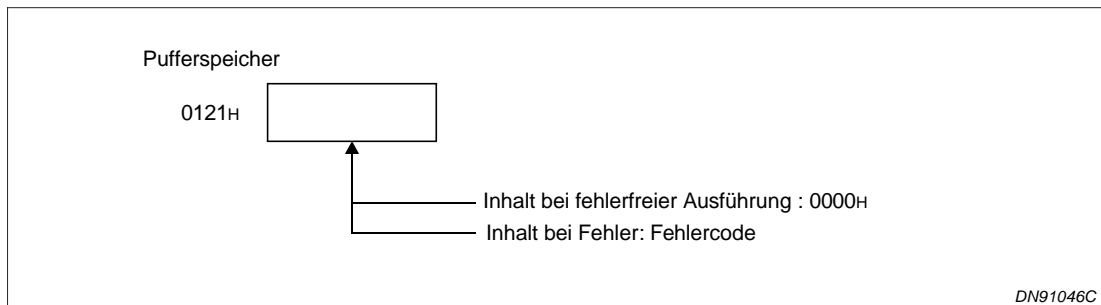 Pufferspeicher
0121H
Inhalt bei fehlerfreier Ausführung : 0000H
Inhalt bei Fehler: Fehlercode
DN91046C